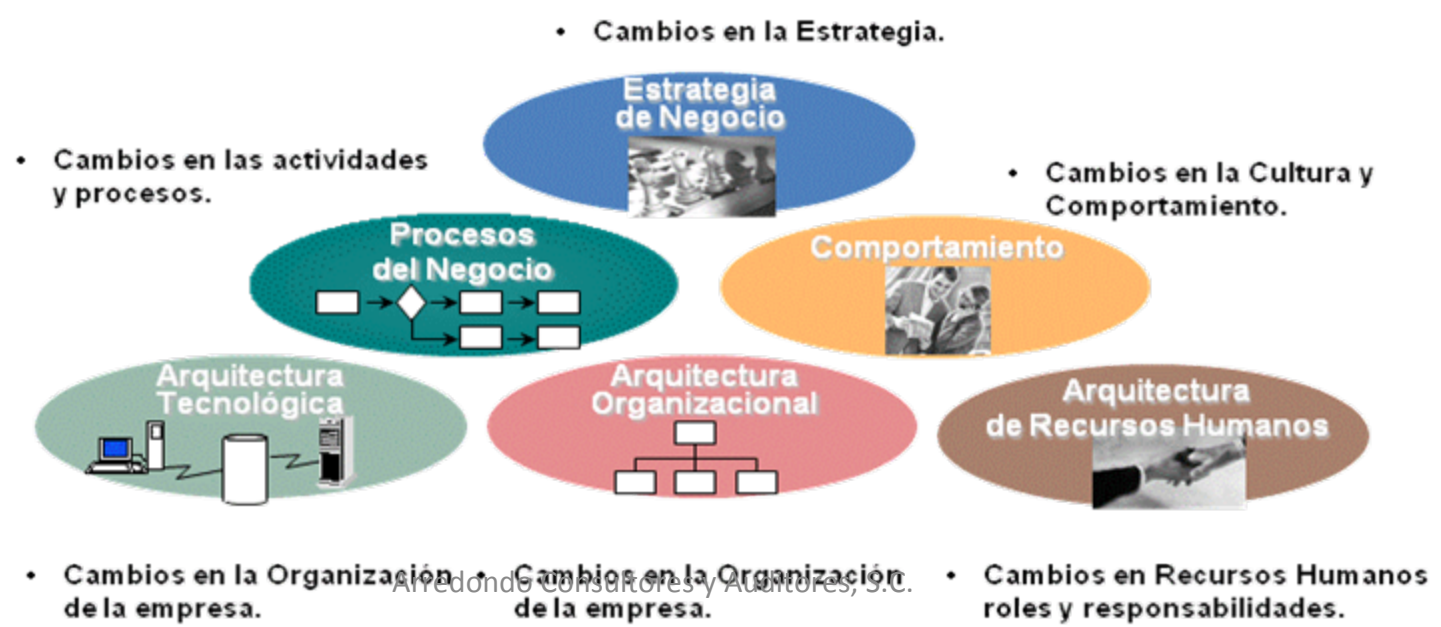 • Cambios en la Estrategia.
Estrategia
de Negocio
• Cambios en las actividades
y procesos.
• Cambios en la Cultura y
Comportamiento.
Procesos
del Negocio
Comportamiento
Arquitectura
Tecnológica
Arquitectura
Organizacional
Arquitectura
de Recursos Humanos
• Cambios en la Organización
de la empresa.
• Cambios en la Organización
de la empresa.
• Cambios en Recursos Humanos
roles y responsabilidades.
Arredondo Consultores y Auditores, S.C.